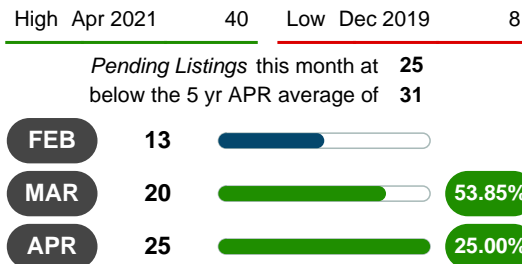 High Apr 2021 40 Low Dec 2019 8
Pending Listings this month at 25
below the 5 yr APR average of 31
FEB 13
MAR 20 53.85%
APR 25 25.00%